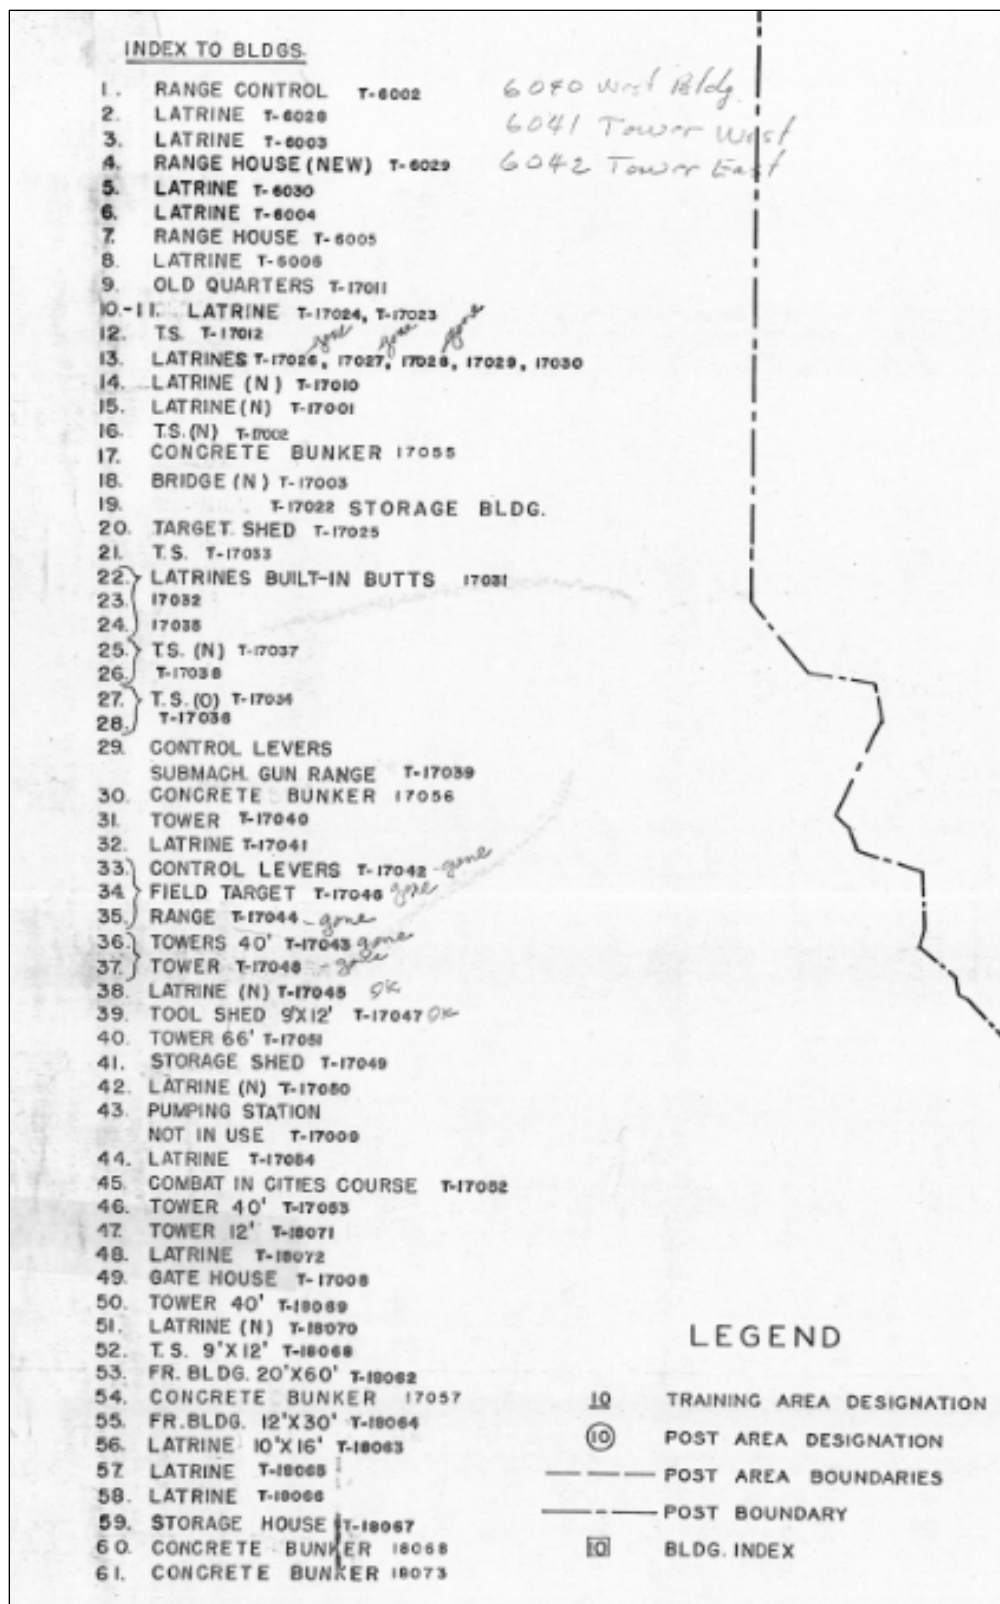 INDEX TO BLDGS.
1. RANGE CONTROL T-6002
6040 West Bldg.
2. LATRINE T-6028
6041 Tower West
3. LATRINE T-6003
4. RANGE HOUSE (NEW) T-6029
6042 Tower East
5. LATRINE T-6030
6. LATRINE T-6004
7. RANGE HOUSE T-6005
8. LATRINE T-6006
9. OLD QUARTERS T-17011
10.-11. LATRINE T-17024, T-17023
12. T.S. T-17012
gone gone gone
13. LATRINES T-17026, 17027, 17028, 17029, 17030
14. LATRINE (N) T-17010
15. LATRINE (N) T-17001
16. T.S. (N) T-17002
17. CONCRETE BUNKER 17055
18. BRIDGE (N) T-17003
19. T-17022 STORAGE BLDG.
20. TARGET SHED T-17025
21. T.S. T-17033
22. LATRINES BUILT-IN BUTTS 17031
23. 17032
24. 17035
25. T.S. (N) T-17037
26. T-17038
27. T.S. (O) T-17034
28. T-17036
29. CONTROL LEVERS
SUBMACH. GUN RANGE T-17039
30. CONCRETE BUNKER 17056
31. TOWER T-17040
32. LATRINE T-17041
33. CONTROL LEVERS T-17042 - gone
34. FIELD TARGET T-17046 gone
35. RANGE T-17044 - gone
36. TOWERS 40' T-17043 gone
37. TOWER T-17048 - gone
38. LATRINE (N) T-17045 OK
39. TOOL SHED 9'X12' T-17047 OK
40. TOWER 66' T-17051
41. STORAGE SHED T-17049
42. LATRINE (N) T-17050
43. PUMPING STATION
NOT IN USE T-17009
44. LATRINE T-17054
45. COMBAT IN CITIES COURSE T-17052
46. TOWER 40' T-17053
47. TOWER 12' T-18071
48. LATRINE T-18072
49. GATE HOUSE T-17008
50. TOWER 40' T-18069
51. LATRINE (N) T-18070
52. T.S. 9'X12' T-18068
53. FR. BLDG. 20'X60' T-18062
54. CONCRETE BUNKER 17057
55. FR. BLDG. 12'X30' T-18064
56. LATRINE 10'X16' T-18063
57. LATRINE T-18065
58. LATRINE T-18066
59. STORAGE HOUSE T-18067
60. CONCRETE BUNKER 18068
61. CONCRETE BUNKER 18073
LEGEND
10 TRAINING AREA DESIGNATION
10 POST AREA DESIGNATION
POST AREA BOUNDARIES
POST BOUNDARY
10 BLDG. INDEX